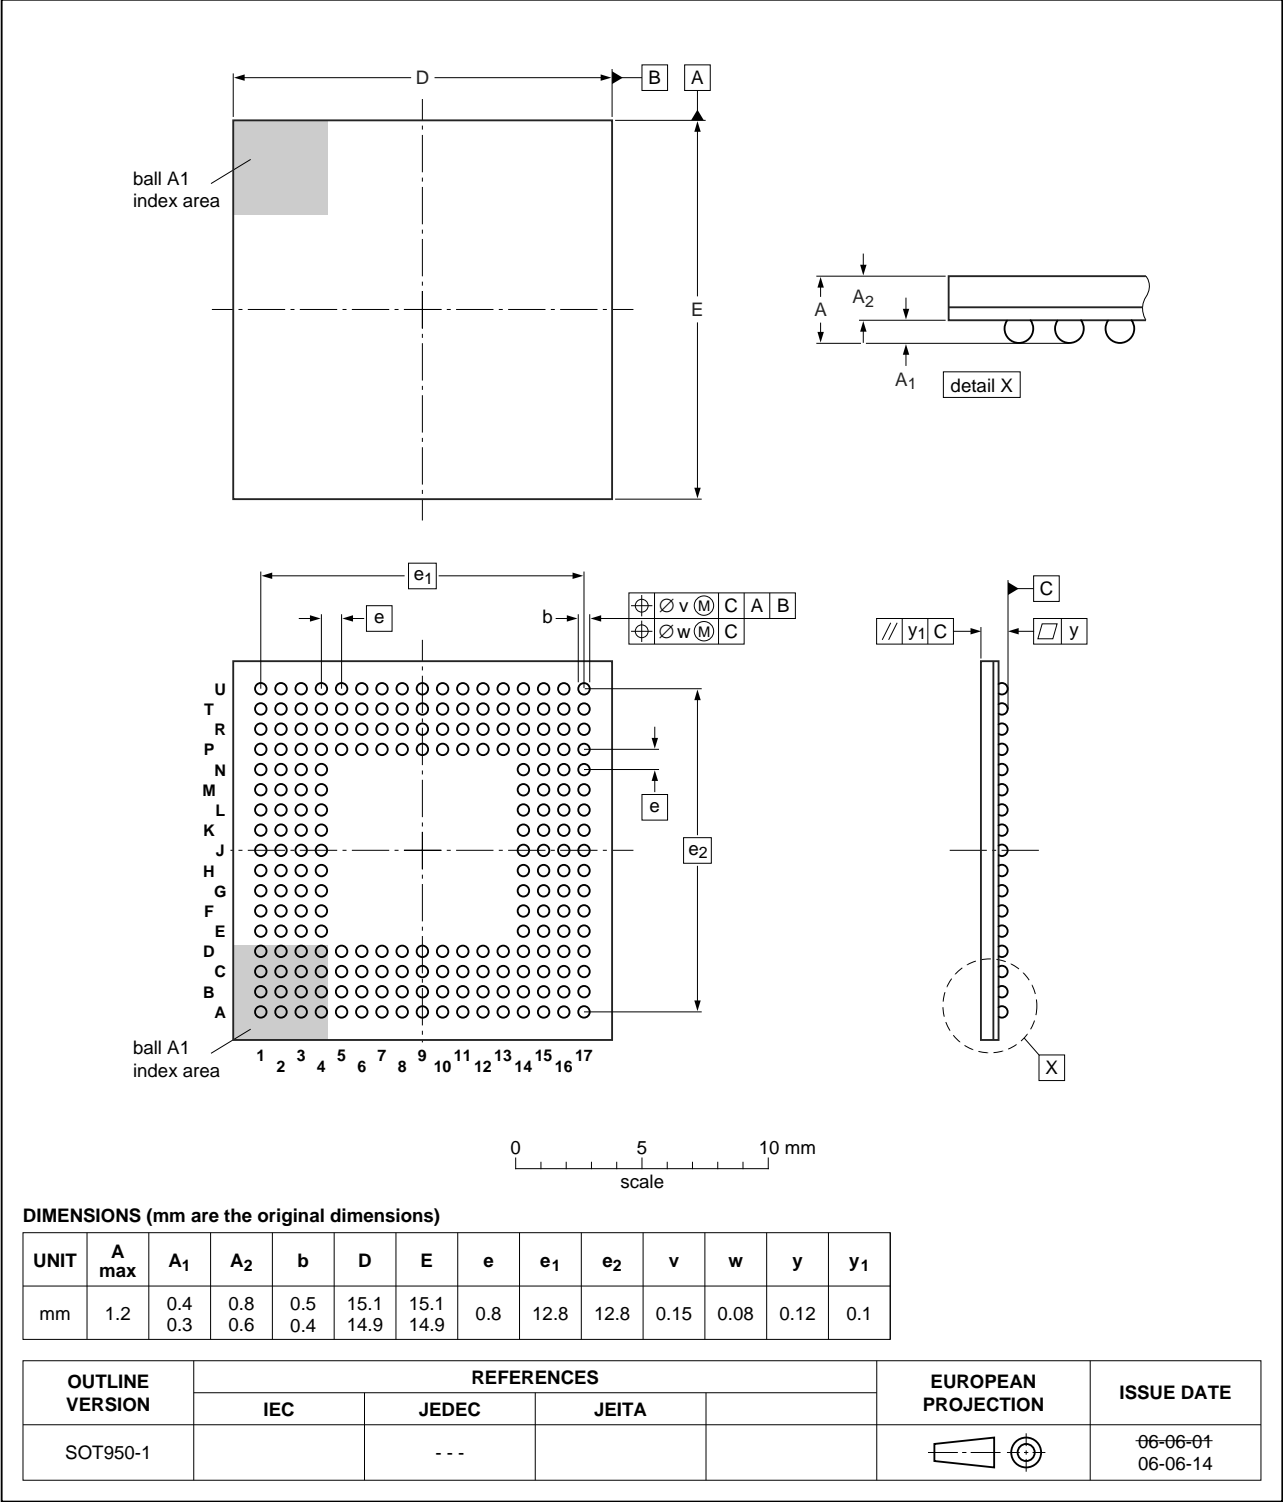 D
B
A
ball A1
index area
E
A
A2
A1
detail X
e1
e
b
⌖ ∅ v Ⓜ C A B
⌖ ∅ w Ⓜ C
C
// y1 C
▱ y
U
T
R
P
N
M
L
K
J
H
G
F
E
D
C
B
A
e
e2
ball A1
index area
1 2 3 4 5 6 7 8 9 10 11 12 13 14 15 16 17
X
0 5 10 mm
scale
DIMENSIONS (mm are the original dimensions)
UNIT A max A1 A2 b D E e e1 e2 v w y y1
mm 1.2 0.4 0.3 0.8 0.6 0.5 0.4 15.1 14.9 15.1 14.9 0.8 12.8 12.8 0.15 0.08 0.12 0.1
OUTLINE VERSION REFERENCES EUROPEAN PROJECTION ISSUE DATE
IEC JEDEC JEITA
SOT950-1 - - - 06-06-01
06-06-14